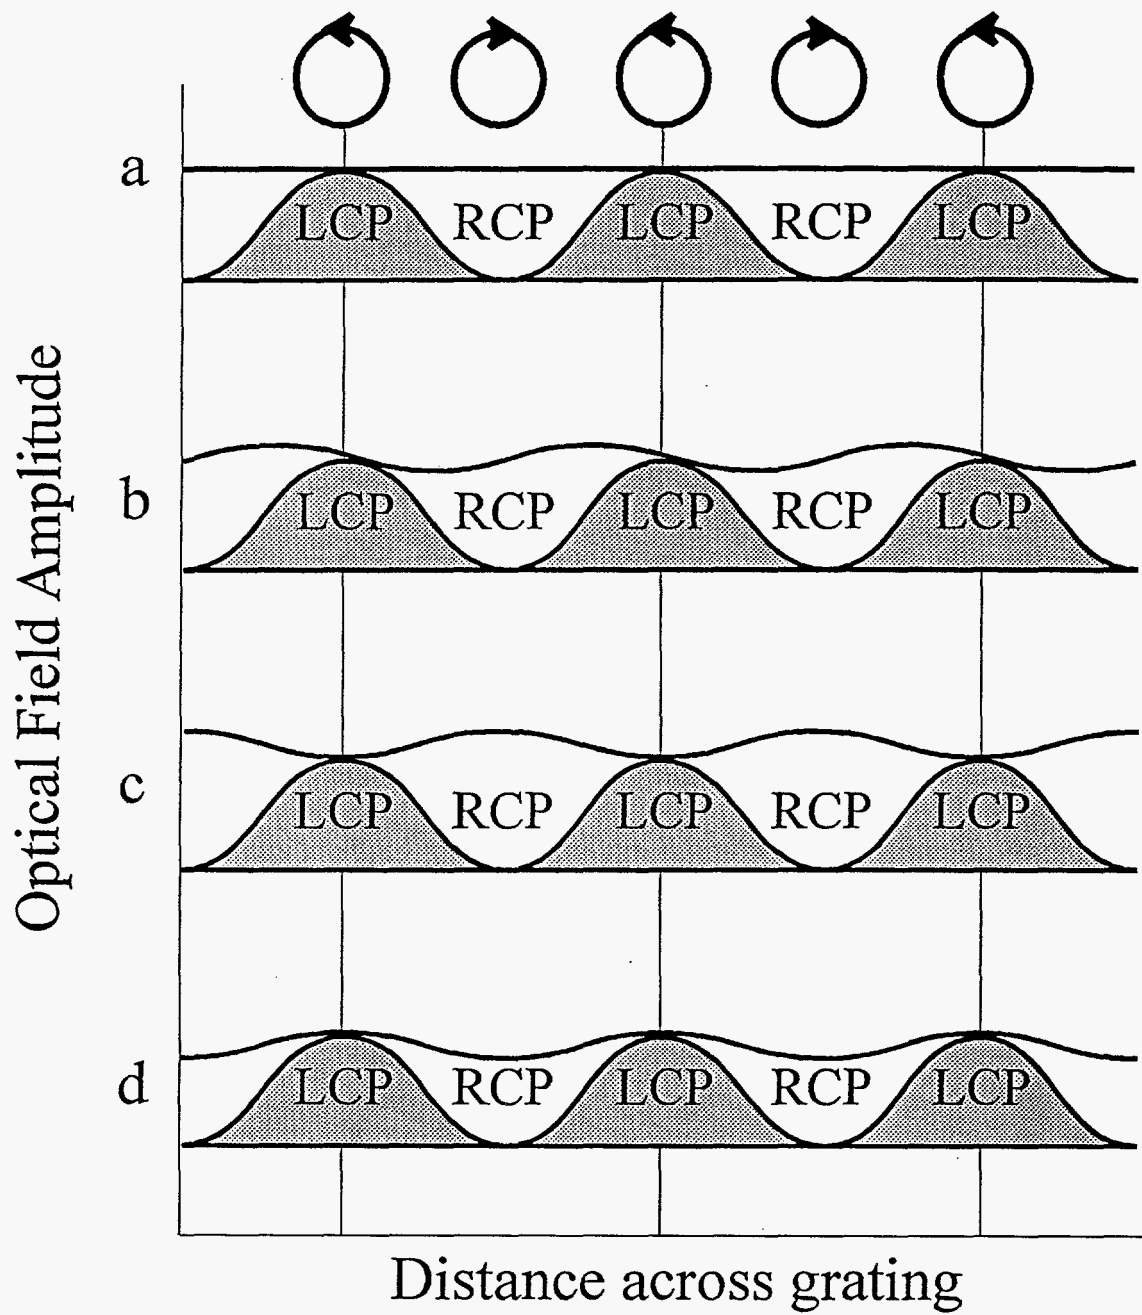 a
LCP RCP LCP RCP LCP
b
LCP RCP LCP RCP LCP
c
LCP RCP LCP RCP LCP
d
LCP RCP LCP RCP LCP
Optical Field Amplitude
Distance across grating